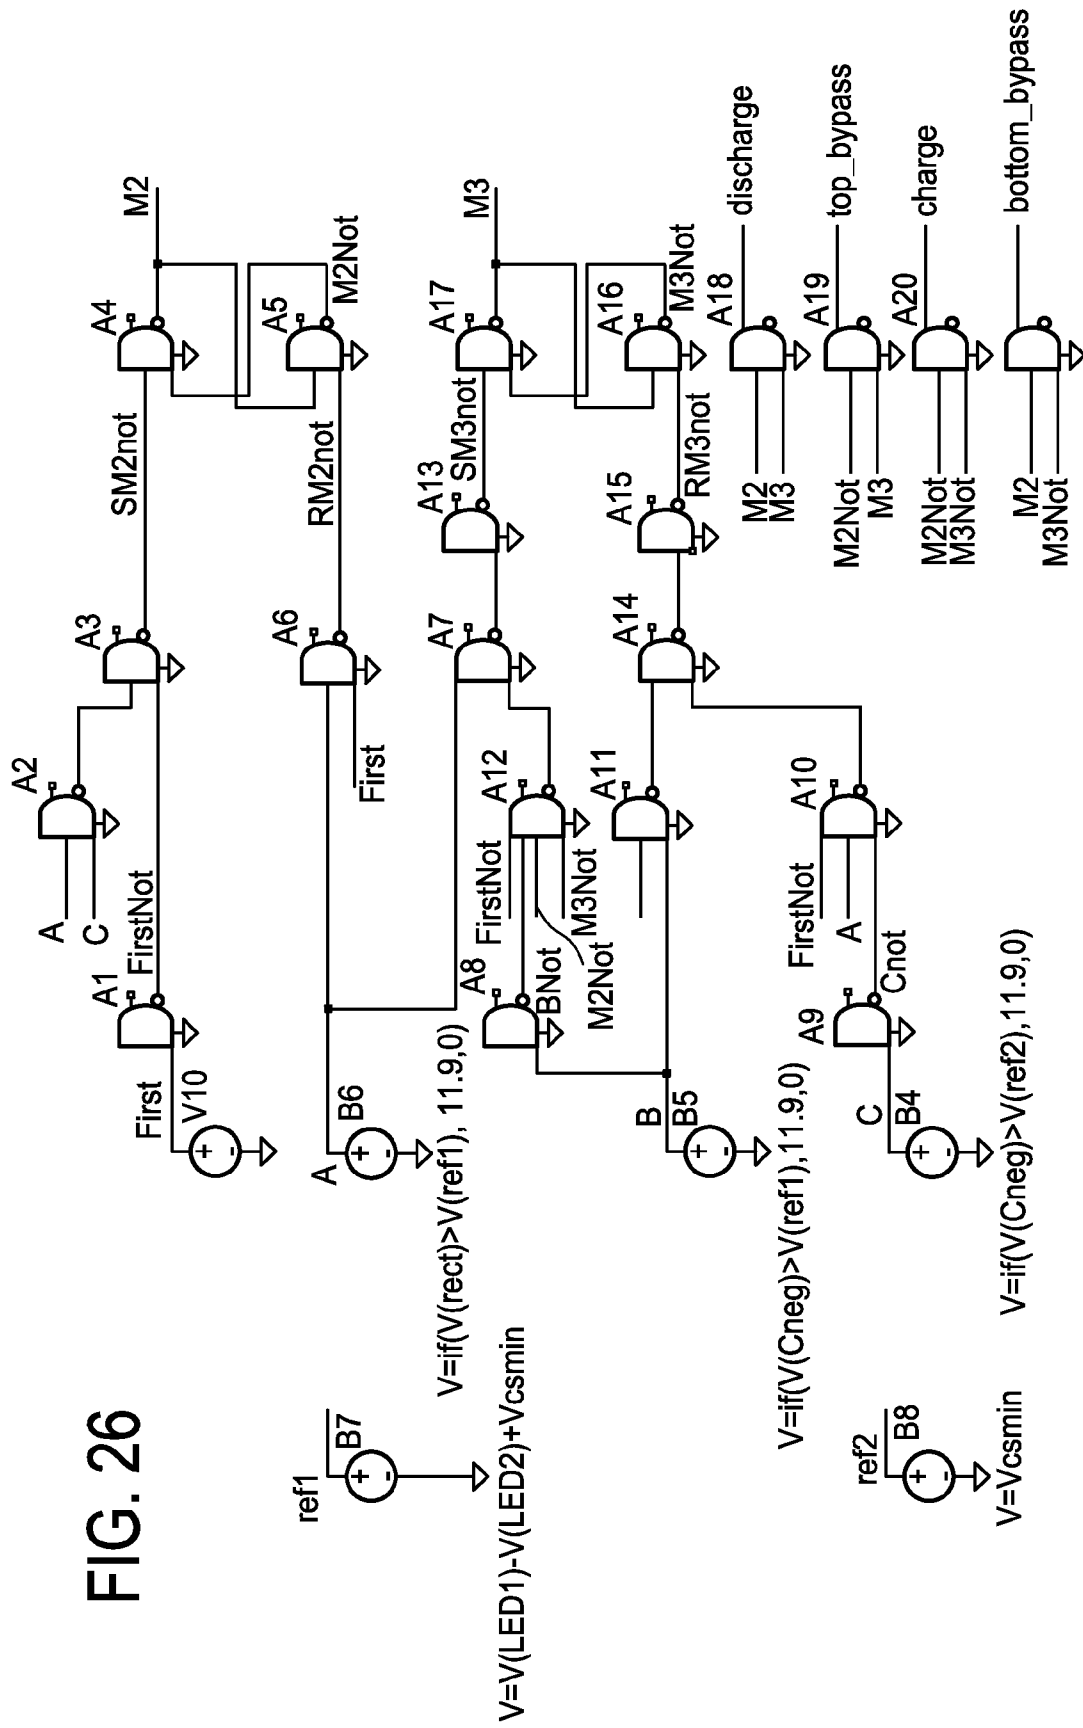 FIG. 26
A
C
A2
First
V10
A1
FirstNot
A3
SM2not
A4
M2
ref1
B7
V=V(LED1)-V(LED2)+Vcsmin
A
B6
V=if(V(rect)>V(ref1), 11.9,0)
First
A6
RM2not
A5
M2Not
A8
BNot
FirstNot
M2Not
M3Not
A12
A7
A13
SM3not
A17
M3
B
B5
V=if(V(Cneg)>V(ref1),11.9,0)
A11
A14
A15
RM3not
A16
M3Not
ref2
B8
V=Vcsmin
C
B4
V=if(V(Cneg)>V(ref2),11.9,0)
A9
Cnot
FirstNot
A
A10
M2
M3
A18
discharge
M2Not
M3
A19
top_bypass
M2Not
M3Not
A20
charge
M2
M3Not
bottom_bypass
+
-
+
-
+
-
+
-
+
-
+
-